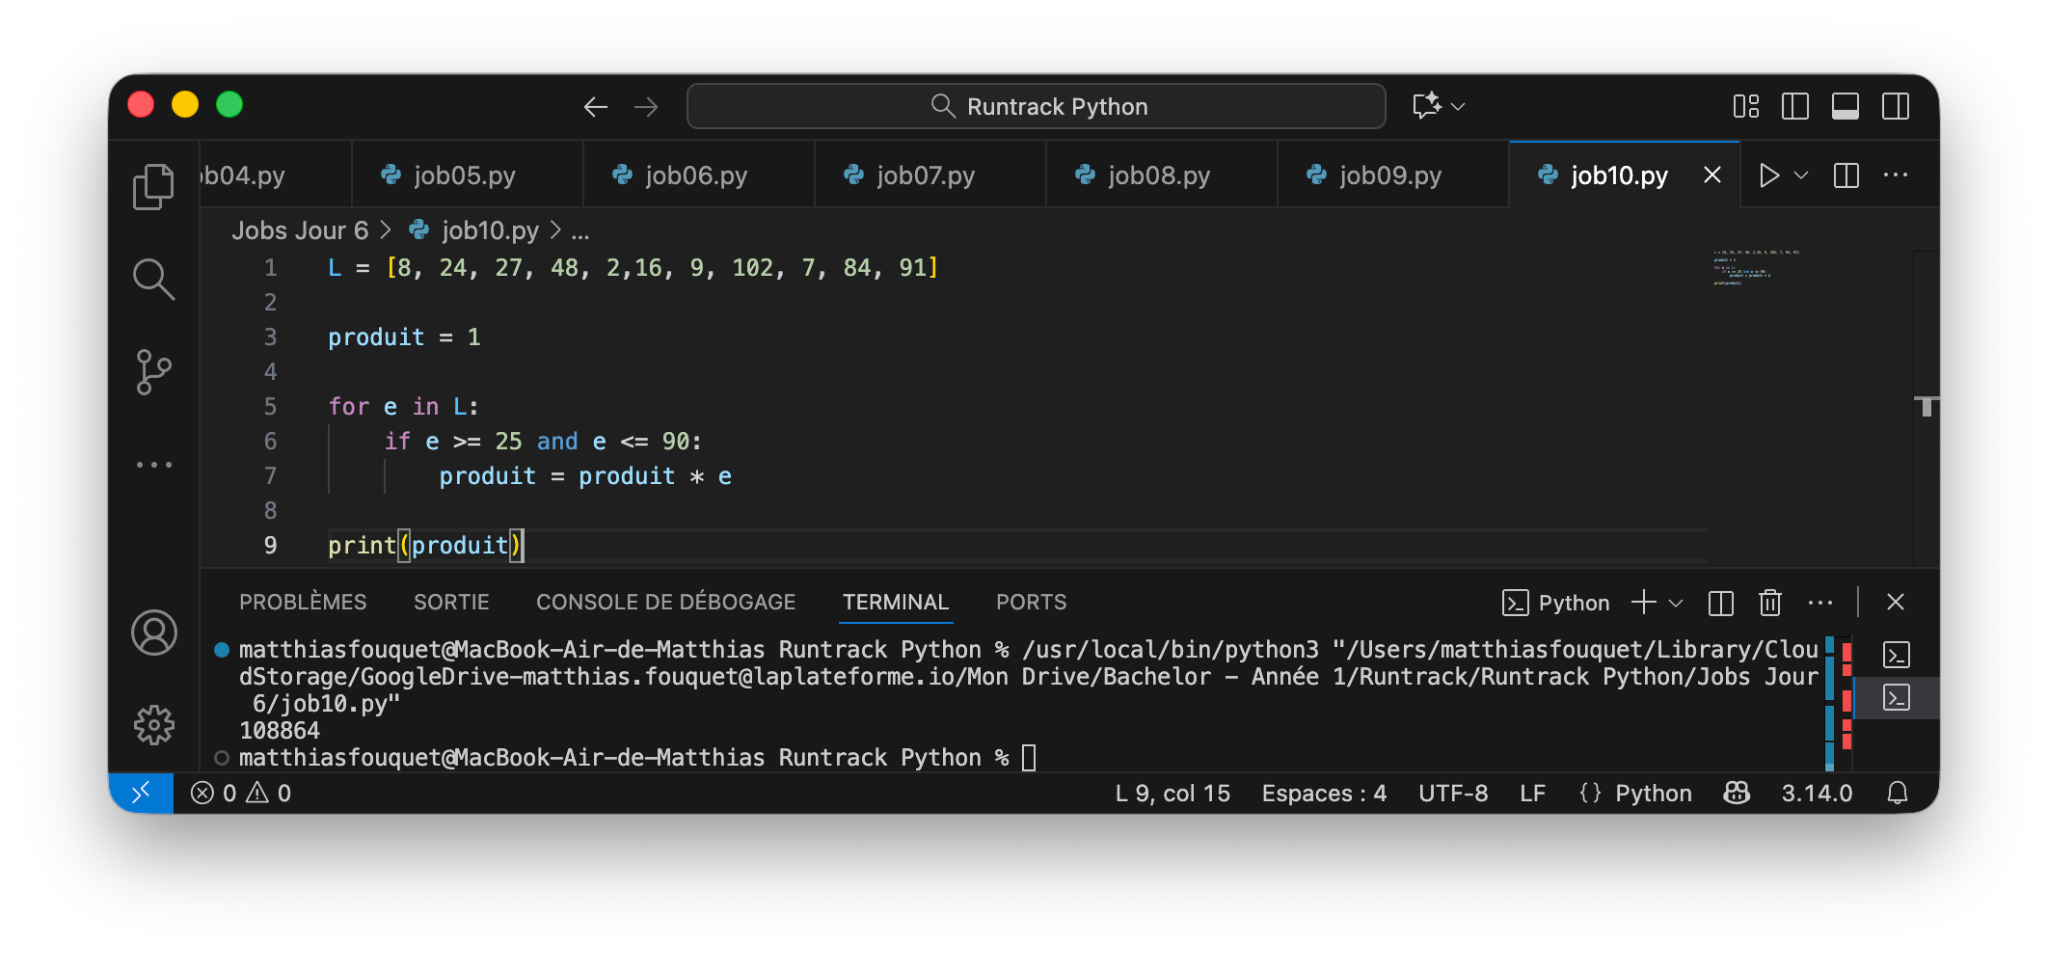 Runtrack Python
b04.py job05.py job06.py job07.py job08.py job09.py job10.py
Jobs Jour 6 > job10.py > ...
1 L = [8, 24, 27, 48, 2,16, 9, 102, 7, 84, 91]
2
3 produit = 1
4
5 for e in L:
6 if e >= 25 and e <= 90:
7 produit = produit * e
8
9 print(produit)
PROBLÈMES SORTIE CONSOLE DE DÉBOGAGE TERMINAL PORTS Python
matthiasfouquet@MacBook-Air-de-Matthias Runtrack Python % /usr/local/bin/python3 "/Users/matthiasfouquet/Library/Clou
dStorage/GoogleDrive-matthias.fouquet@laplateforme.io/Mon Drive/Bachelor - Année 1/Runtrack/Runtrack Python/Jobs Jour
6/job10.py"
108864
matthiasfouquet@MacBook-Air-de-Matthias Runtrack Python %
0 0 L 9, col 15 Espaces : 4 UTF-8 LF {} Python 3.14.0